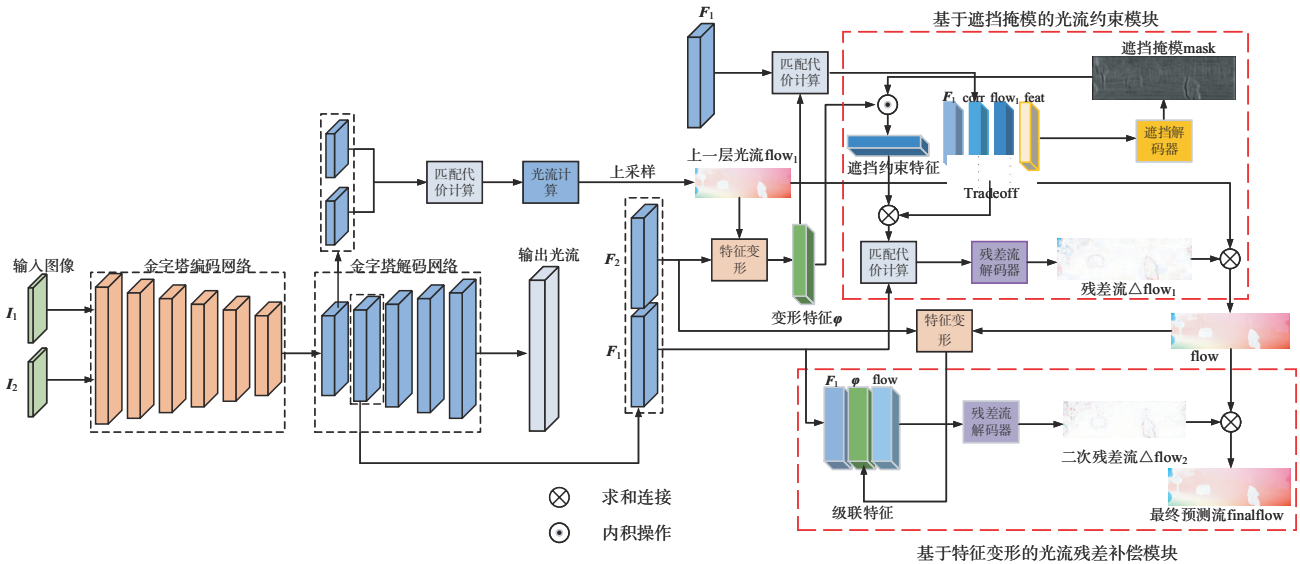 F₁
基于遮挡掩模的光流约束模块
匹配代
价计算
遮挡掩模mask
F₁ corr flow₁ feat
遮挡解
码器
遮挡约束特征
Tradeoff
匹配代
价计算
光流计
算
上采样
上一层光流flow₁
F₂
特征变
形
变形特征φ
匹配代
价计算
残差流
解码器
残差流△flow₁
输入图像
金字塔编码网络
金字塔解码网络
输出光流
I₁
I₂
F₁
特征变
形
flow
F₁ φ flow
残差流
解码器
二次残差流△flow₂
级联特征
最终预测流finalflow
求和连接
内积操作
基于特征变形的光流残差补偿模块